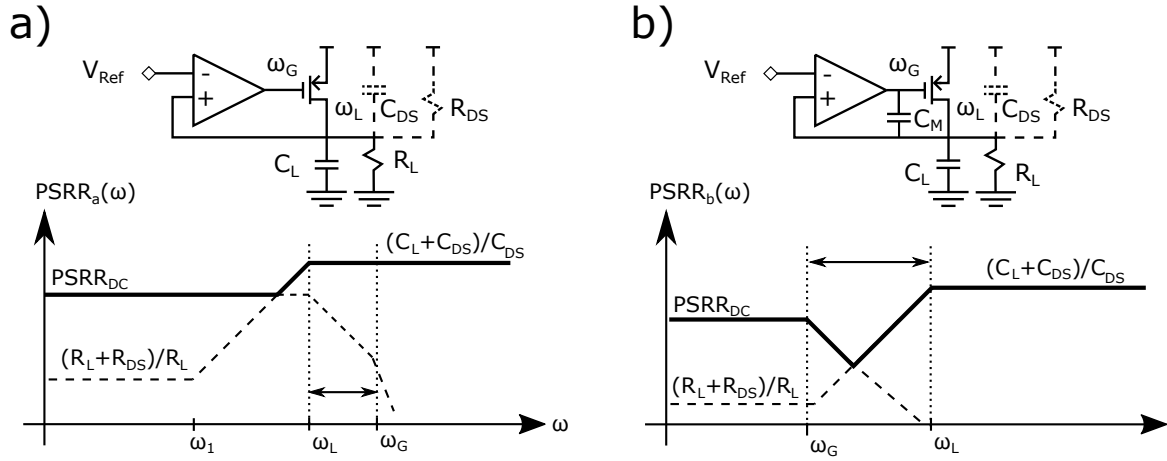 a)
V_Ref
-
+
ω_G
ω_L
C_DS
R_DS
C_L
R_L
PSRR_a(ω)
(C_L+C_DS)/C_DS
PSRR_DC
(R_L+R_DS)/R_L
ω_1
ω_L
ω_G
ω
b)
V_Ref
-
+
ω_G
C_M
ω_L
C_DS
R_DS
C_L
R_L
PSRR_b(ω)
(C_L+C_DS)/C_DS
PSRR_DC
(R_L+R_DS)/R_L
ω_G
ω_L